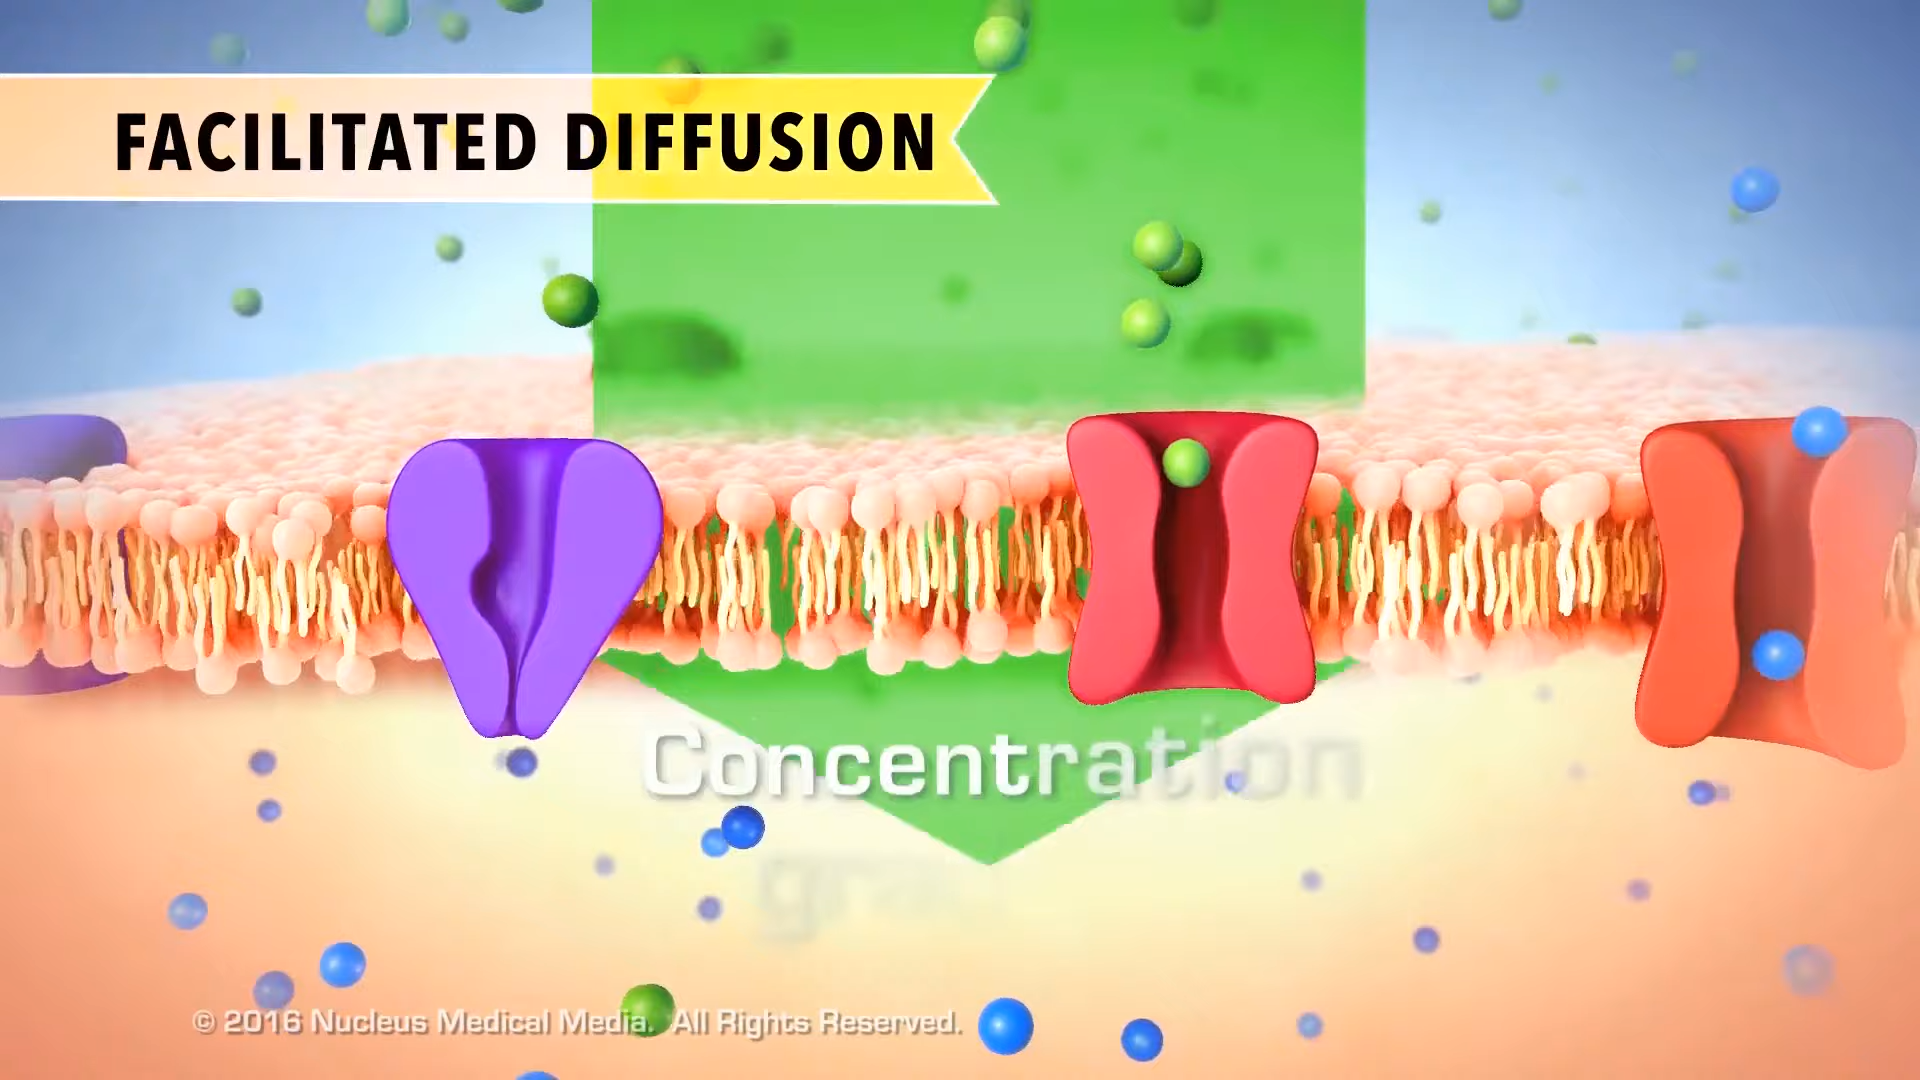 FACILITATED DIFFUSION
Concentration
© 2016 Nucleus Medical Media. All Rights Reserved.